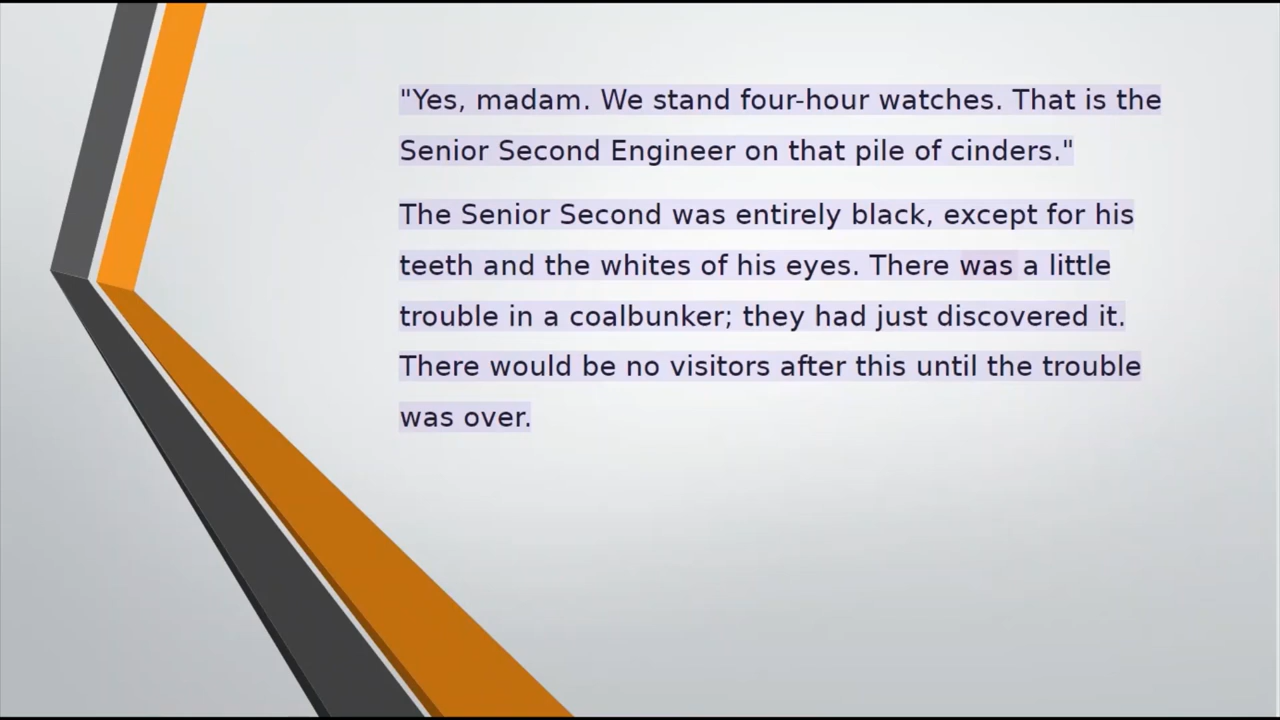 "Yes, madam. We stand four-hour watches. That is the
Senior Second Engineer on that pile of cinders."
The Senior Second was entirely black, except for his
teeth and the whites of his eyes. There was a little
trouble in a coalbunker; they had just discovered it.
There would be no visitors after this until the trouble
was over.